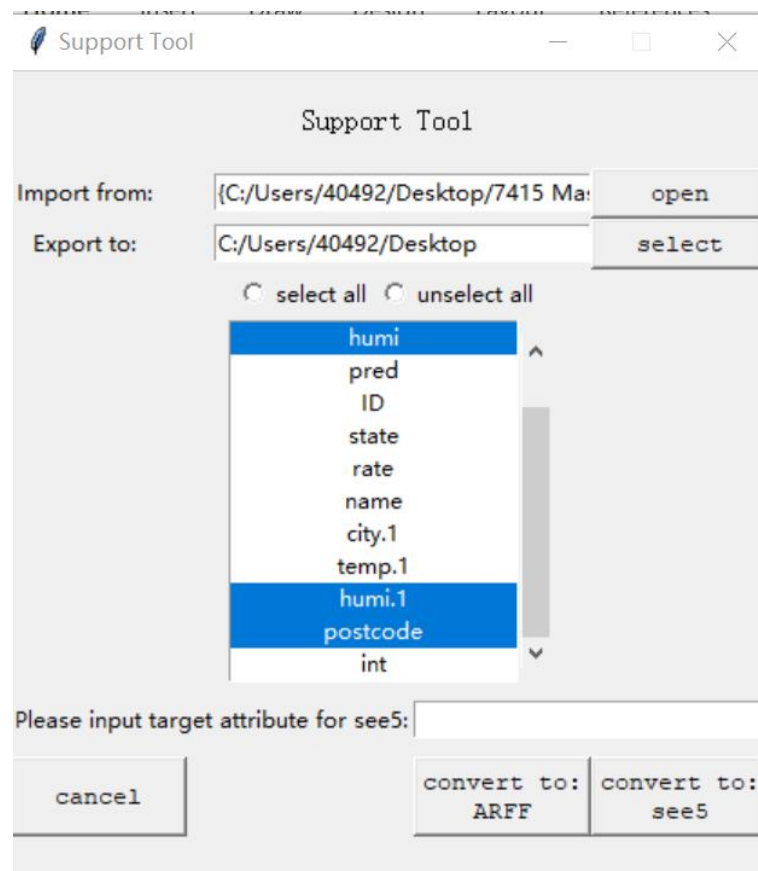 Support Tool
Support Tool
Import from: {C:/Users/40492/Desktop/7415 Ma
open
Export to: C:/Users/40492/Desktop
select
select all unselect all
humi
pred
ID
state
rate
name
city.1
temp.1
humi.1
postcode
int
Please input target attribute for see5:
cancel
convert to:
ARFF
convert to:
see5